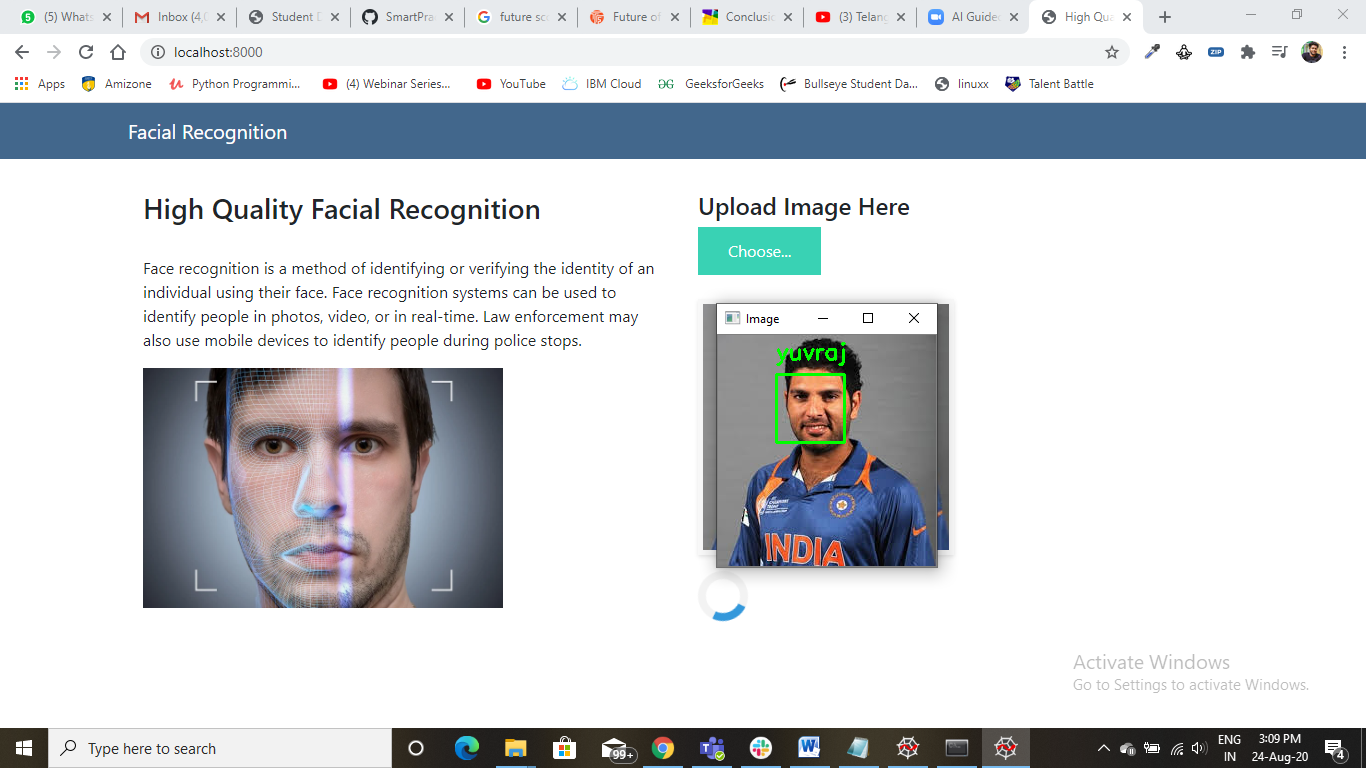 (5) Whats
Inbox (4,0
Student D
SmartPra
future sco
Future of
Conclusio
(3) Telan
AI Guide
High Qua
localhost:8000
ZIP
Apps
Amizone
Python Programmi...
(4) Webinar Series...
YouTube
IBM Cloud
GeeksforGeeks
Bullseye Student Da...
linuxx
Talent Battle
Facial Recognition
High Quality Facial Recognition
Face recognition is a method of identifying or verifying the identity of an
individual using their face. Face recognition systems can be used to
identify people in photos, video, or in real-time. Law enforcement may
also use mobile devices to identify people during police stops.
Upload Image Here
Choose...
Image
yuvraj
INDIA
Activate Windows
Go to Settings to activate Windows.
Type here to search
99+
ENG
IN
3:09 PM
24-Aug-20
4